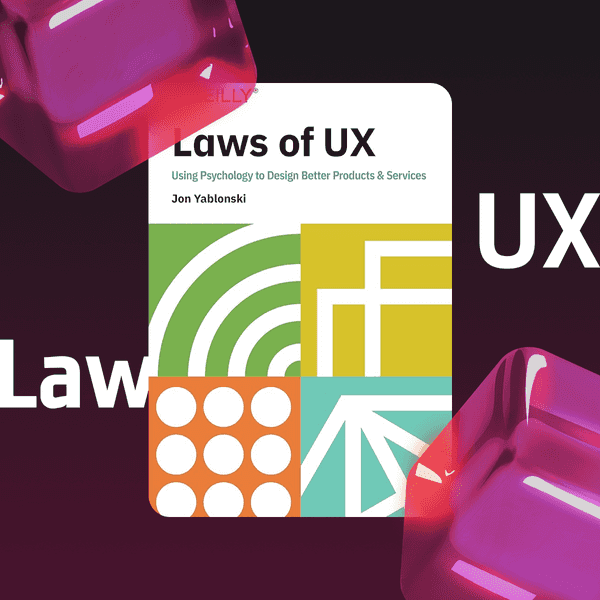 Laws of UX
Using Psychology to Design Better Products & Services
Jon Yablonski
UX
Law